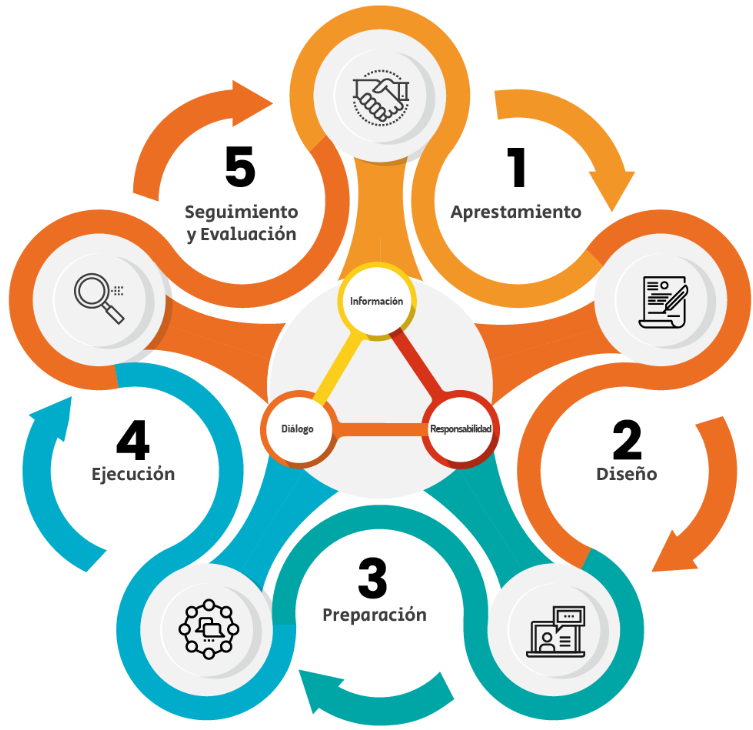 1
Aprestamiento
2
Diseño
3
Preparación
4
Ejecución
5
Seguimiento
y Evaluación
Información
Diálogo
Responsabilidad